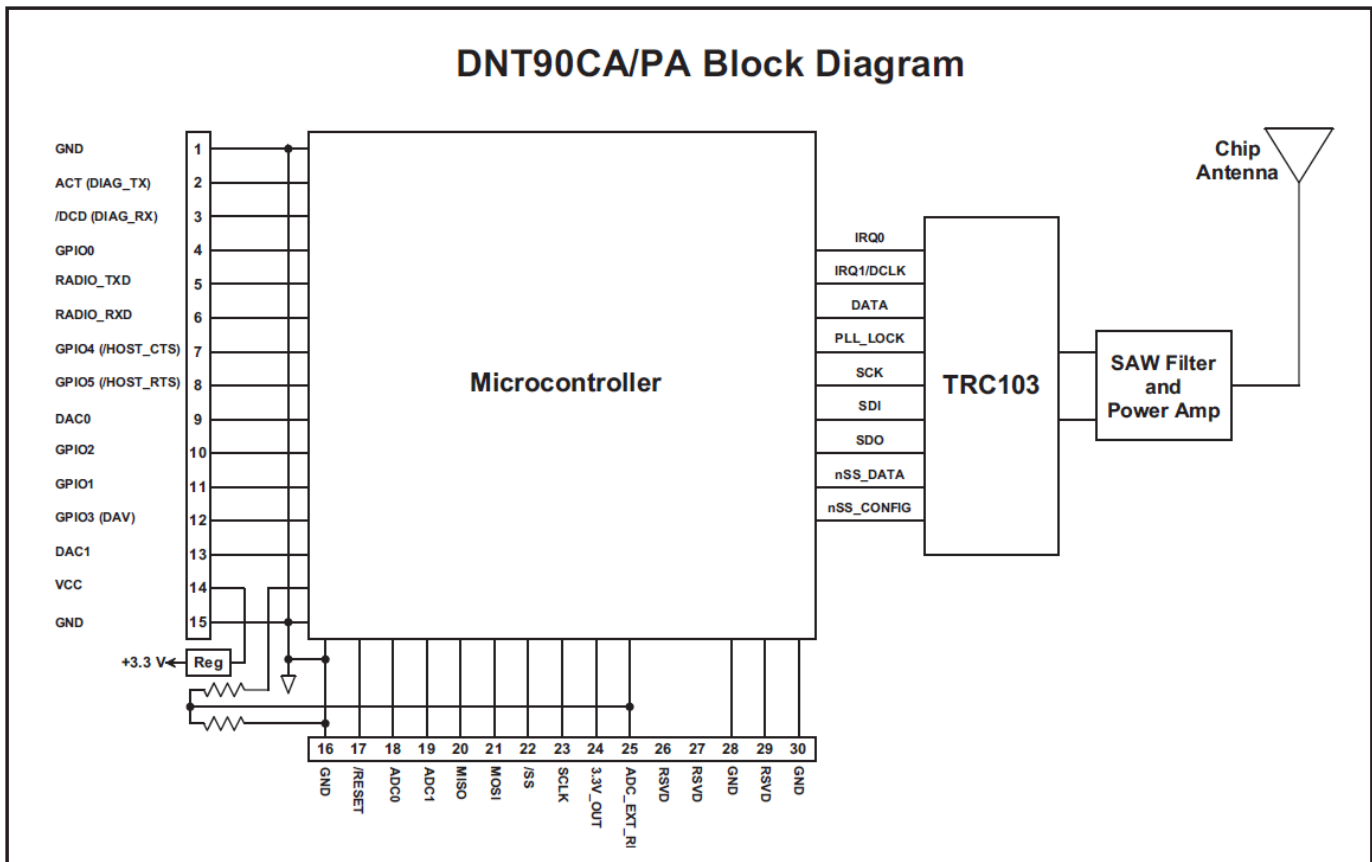 DNT90CA/PA Block Diagram
GND
1
ACT (DIAG_TX)
2
/DCD (DIAG_RX)
3
GPIO0
4
RADIO_TXD
5
RADIO_RXD
6
GPIO4 (/HOST_CTS)
7
GPIO5 (/HOST_RTS)
8
DAC0
9
GPIO2
10
GPIO1
11
GPIO3 (DAV)
12
DAC1
13
VCC
14
GND
15
+3.3 V
Reg
Microcontroller
IRQ0
IRQ1/DCLK
DATA
PLL_LOCK
SCK
SDI
SDO
nSS_DATA
nSS_CONFIG
TRC103
SAW Filter
and
Power Amp
Chip
Antenna
16
17
18
19
20
21
22
23
24
25
26
27
28
29
30
GND
/RESET
ADC0
ADC1
MISO
MOSI
/SS
SCLK
3.3V_OUT
ADC_EXT_RI
RSVD
RSVD
GND
RSVD
GND